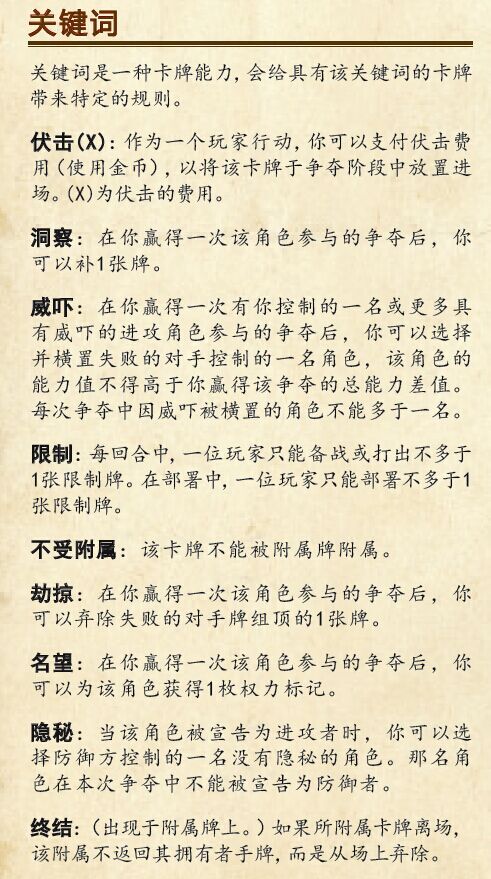 关键词
关键词是一种卡牌能力,会给具有该关键词的卡牌
带来特定的规则。
伏击(X): 作为一个玩家行动,你可以支付伏击费
用(使用金币),以将该卡牌于争夺阶段中放置进
场。(X)为伏击的费用。
洞察: 在你赢得一次该角色参与的争夺后, 你
可以补1张牌。
威吓: 在你赢得一次有你控制的一名或更多具
有威吓的进攻角色参与的争夺后, 你可以选择
并横置失败的对手控制的一名角色, 该角色的
能力值不得高于你赢得该争夺的总能力差值。
每次争夺中因威吓被横置的角色不能多于一名。
限制: 每回合中,一位玩家只能备战或打出不多于
1张限制牌。在部署中,一位玩家只能部署不多于1
张限制牌。
不受附属: 该卡牌不能被附属牌附属。
劫掠: 在你赢得一次该角色参与的争夺后, 你
可以弃除失败的对手牌组顶的1张牌。
名望: 在你赢得一次该角色参与的争夺后, 你
可以为该角色获得1枚权力标记。
隐秘: 当该角色被宣告为进攻者时, 你可以选
择防御方控制的一名没有隐秘的角色。那名角
色在本次争夺中不能被宣告为防御者。
终结:(出现于附属牌上。)如果所附属卡牌离场,
该附属不返回其拥有者手牌,而是从场上弃除。